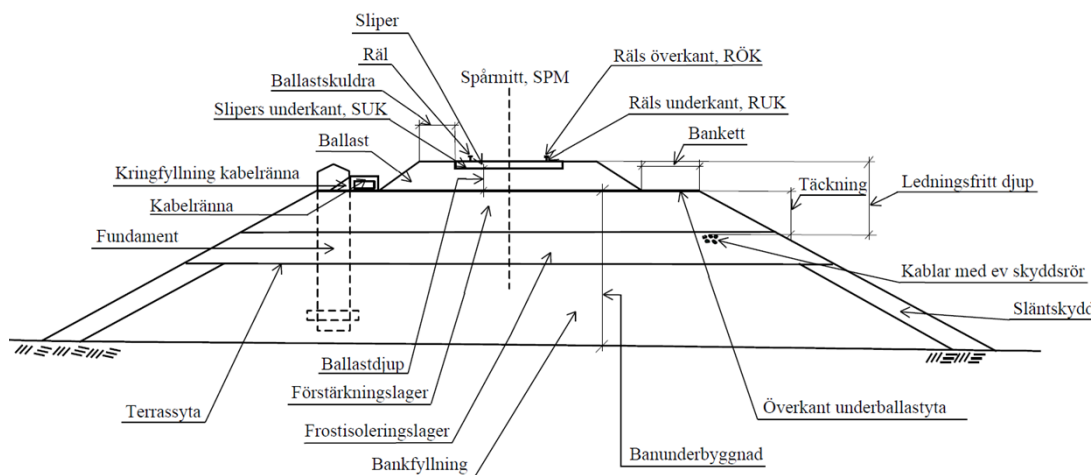 Sliper
Räl
Ballastskuldra
Slipers underkant, SUK
Ballast
Kringfyllning kabelränna
Kabelränna
Fundament
Spårmitt, SPM
Räls överkant, RÖK
Räls underkant, RUK
Bankett
Täckning
Ledningsfritt djup
Kablar med ev skyddsrör
Släntskydd
Ballastdjup
Förstärkningslager
Terrassyta
Frostisoleringslager
Bankfyllning
Överkant underballastyta
Banunderbyggnad